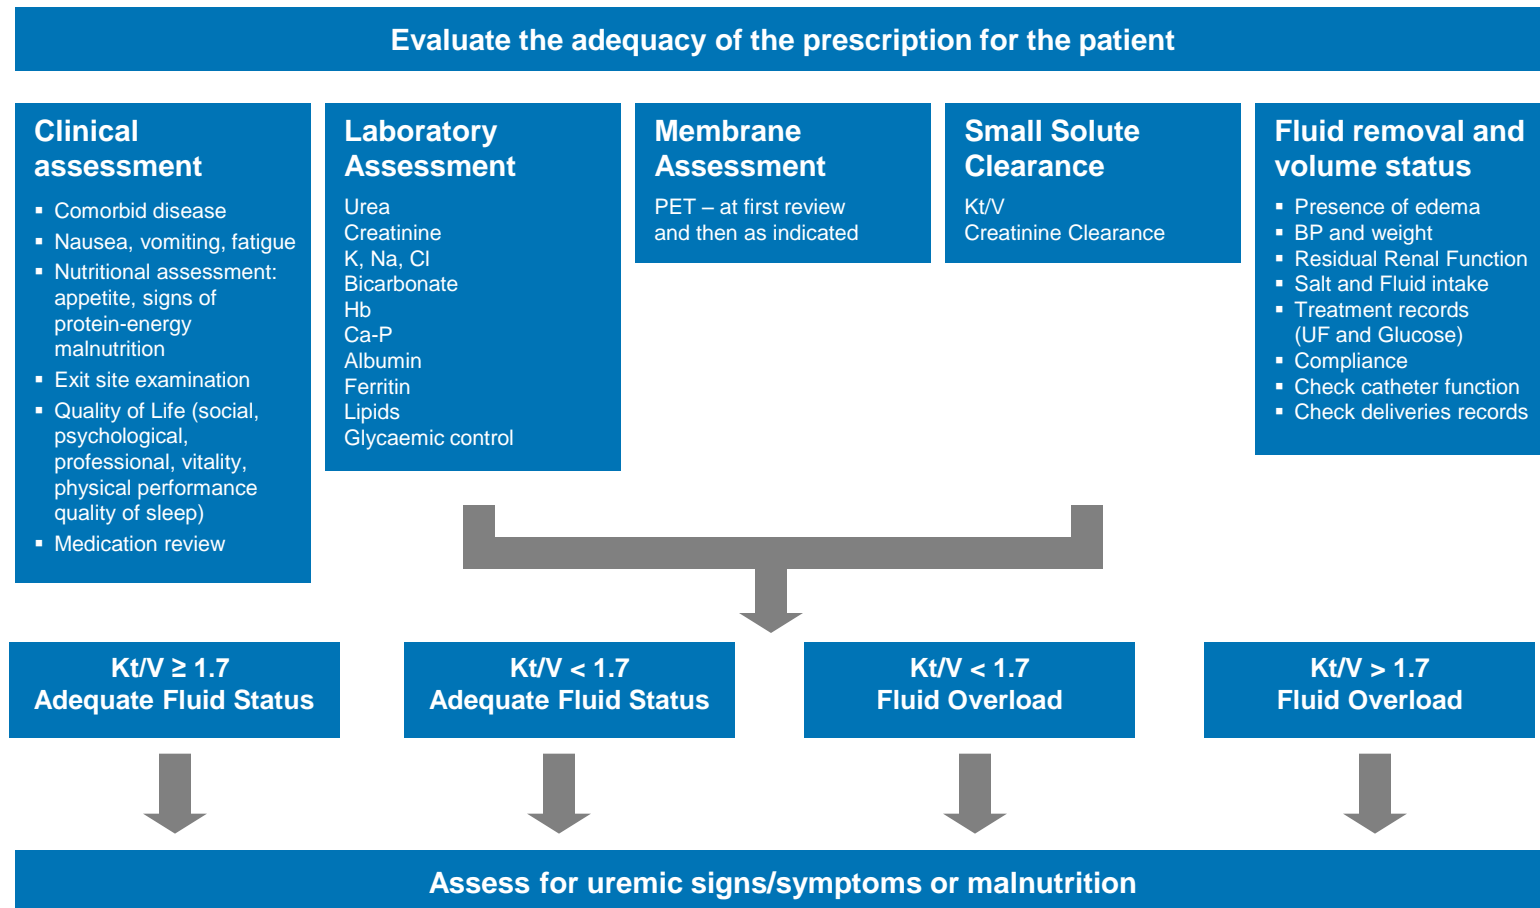 Evaluate the adequacy of the prescription for the patient
Clinical
assessment
▪ Comorbid disease
▪ Nausea, vomiting, fatigue
▪ Nutritional assessment:
appetite, signs of
protein-energy
malnutrition
▪ Exit site examination
▪ Quality of Life (social,
psychological,
professional, vitality,
physical performance
quality of sleep)
▪ Medication review
Laboratory
Assessment
Urea
Creatinine
K, Na, Cl
Bicarbonate
Hb
Ca-P
Albumin
Ferritin
Lipids
Glycaemic control
Membrane
Assessment
PET – at first review
and then as indicated
Small Solute
Clearance
Kt/V
Creatinine Clearance
Fluid removal and
volume status
▪ Presence of edema
▪ BP and weight
▪ Residual Renal Function
▪ Salt and Fluid intake
▪ Treatment records
(UF and Glucose)
▪ Compliance
▪ Check catheter function
▪ Check deliveries records
Kt/V ≥ 1.7
Adequate Fluid Status
Kt/V < 1.7
Adequate Fluid Status
Kt/V < 1.7
Fluid Overload
Kt/V > 1.7
Fluid Overload
Assess for uremic signs/symptoms or malnutrition